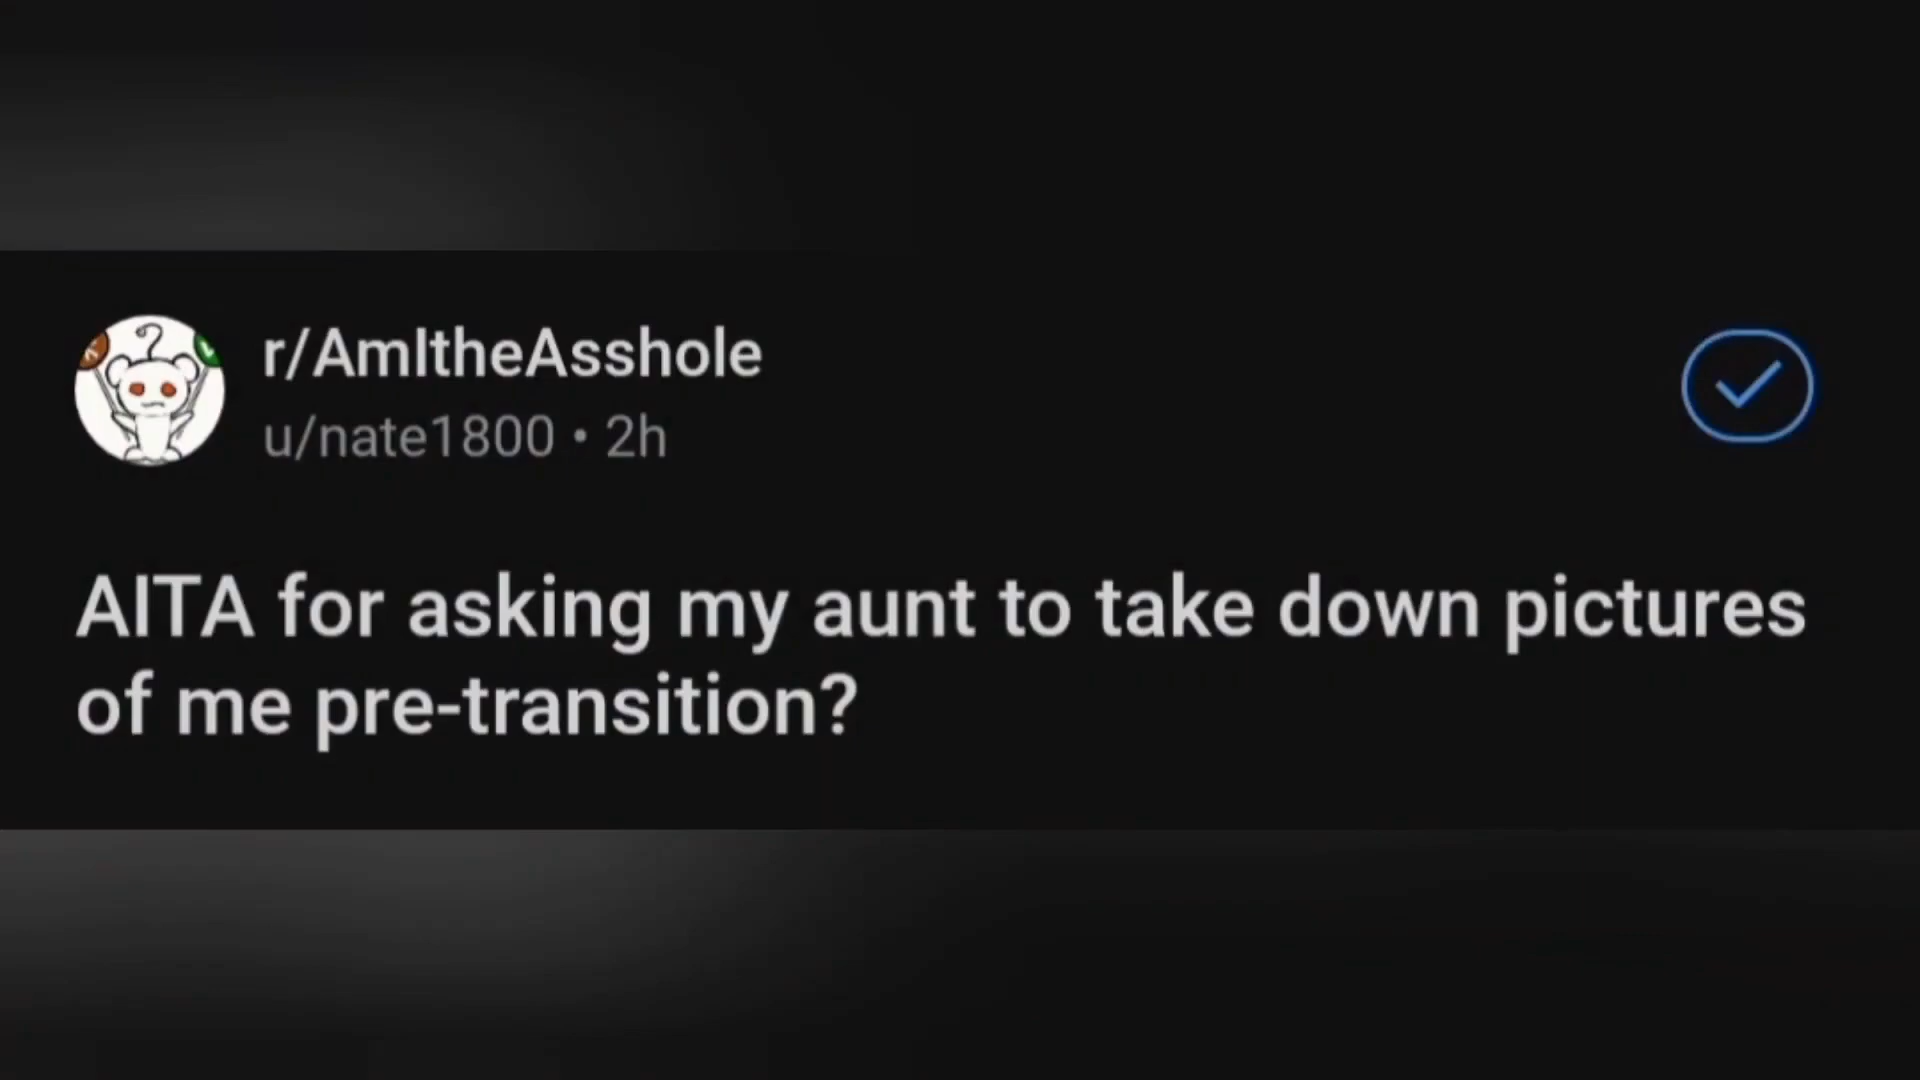 r/AmItheAsshole
u/nate1800 • 2h
AITA for asking my aunt to take down pictures
of me pre-transition?